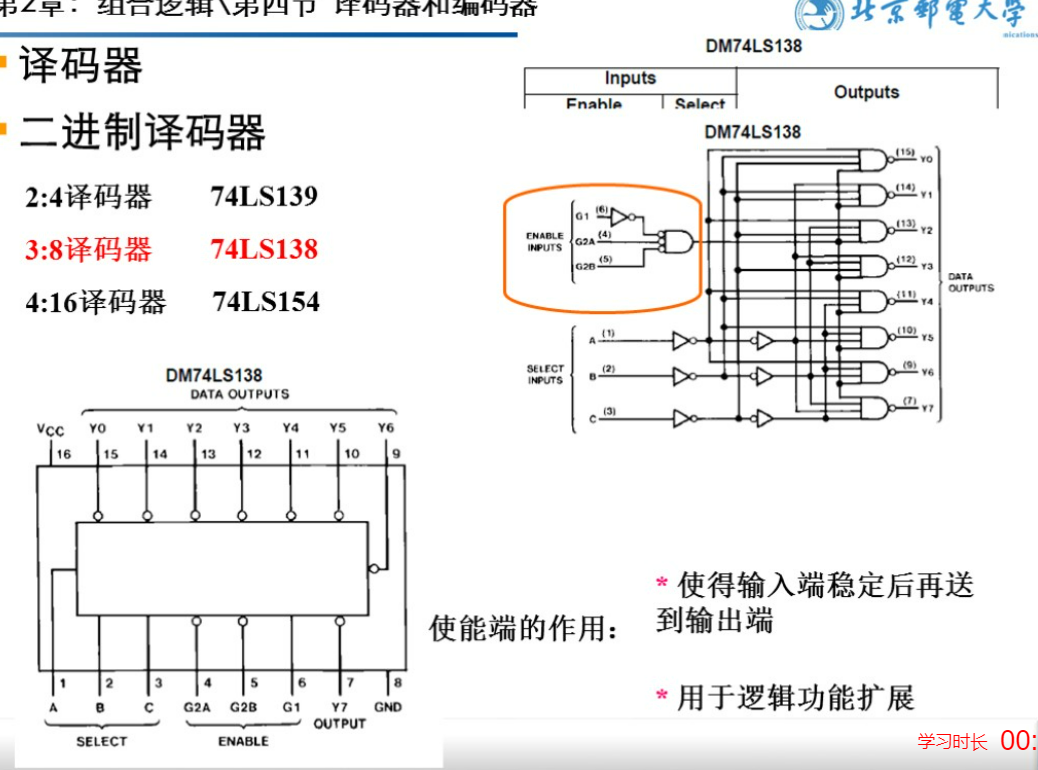 第2章：组合逻辑\第四节 译码器和编码器
北京邮电大学
nications
译码器
二进制译码器
2:4译码器 74LS139
3:8译码器 74LS138
4:16译码器 74LS154
DM74LS138
Inputs
Outputs
Enable Select
DM74LS138
ENABLE INPUTS
G1 (6)
G2A (4)
G2B (5)
SELECT INPUTS
A (1)
B (2)
C (3)
(15) Y0
(14) Y1
(13) Y2
(12) Y3
(11) Y4
(10) Y5
(9) Y6
(7) Y7
DATA OUTPUTS
DM74LS138
DATA OUTPUTS
VCC Y0 Y1 Y2 Y3 Y4 Y5 Y6
16 15 14 13 12 11 10 9
1 2 3 4 5 6 7 8
A B C G2A G2B G1 Y7 GND
OUTPUT
SELECT ENABLE
使能端的作用：
* 使得输入端稳定后再送
到输出端
* 用于逻辑功能扩展
学习时长 00: